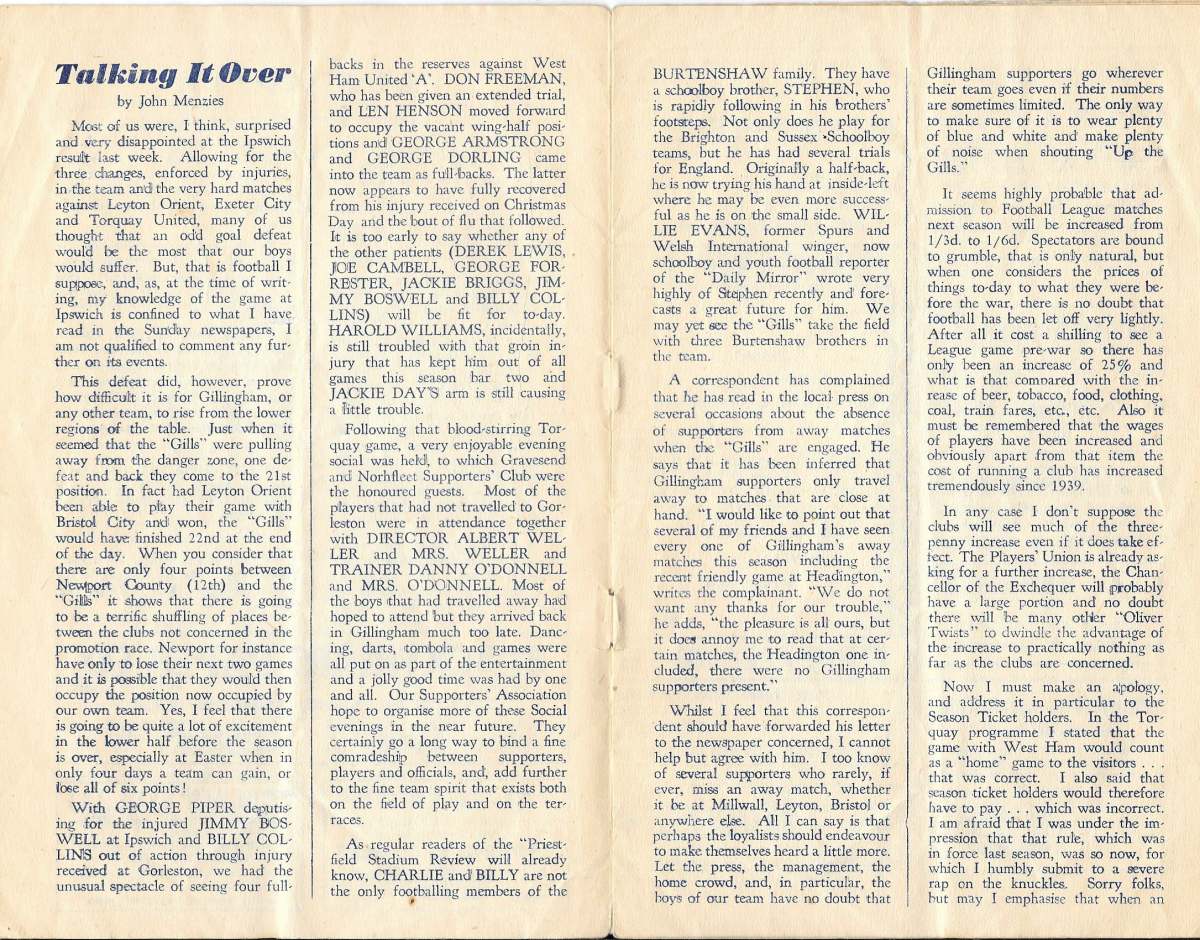 Talking It Over
by John Menzies
Most of us were, I think, surprised
and very disappointed at the Ipswich
result last week. Allowing for the
three changes, enforced by injuries,
in the team and the very hard matches
against Leyton Orient, Exeter City
and Torquay United, many of us
thought that an odd goal defeat
would be the most that our boys
would suffer. But, that is football I
suppose, and, as, at the time of writ-
ing, my knowledge of the game at
Ipswich is confined to what I have
read in the Sunday newspapers, I
am not qualified to comment any fur-
ther on its events.
This defeat did, however, prove
how difficult it is for Gillingham, or
any other team, to rise from the lower
regions of the table. Just when it
seemed that the "Gills" were pulling
away from the danger zone, one de-
feat and back they come to the 21st
position. In fact had Leyton Orient
been able to play their game with
Bristol City and won, the "Gills"
would have finished 22nd at the end
of the day. When you consider that
there are only four points between
Newport County (12th) and the
"Gills" it shows that there is going
to be a terrific shuffling of places be-
tween the clubs not concerned in the
promotion race. Newport for instance
have only to lose their next two games
and it is possible that they would then
occupy the position now occupied by
our own team. Yes, I feel that there
is going to be quite a lot of excitement
in the lower half before the season
is over, especially at Easter when in
only four days a team can gain, or
lose all of six points!
With GEORGE PIPER deputis-
ing for the injured JIMMY BOS-
WELL at Ipswich and BILLY COL-
LINS out of action through injury
received at Gorleston, we had the
unusual spectacle of seeing four full-
backs in the reserves against West
Ham United 'A'. DON FREEMAN,
who has been given an extended trial,
and LEN HENSON moved forward
to occupy the vacant wing-half posi-
tions and GEORGE ARMSTRONG
and GEORGE DORLING came
into the team as full-backs. The latter
now appears to have fully recovered
from his injury received on Christmas
Day and the bout of flu that followed.
It is too early to say whether any of
the other patients (DEREK LEWIS,
JOE CAMBELL, GEORGE FOR-
RESTER, JACKIE BRIGGS, JIM-
MY BOSWELL and BILLY COL-
LINS) will be fit for to-day.
HAROLD WILLIAMS, incidentally,
is still troubled with that groin in-
jury that has kept him out of all
games this season bar two and
JACKIE DAY'S arm is still causing
a little trouble.
Following that blood-stirring Tor-
quay game, a very enjoyable evening
social was held, to which Gravesend
and Norhfleet Supporters' Club were
the honoured guests. Most of the
players that had not travelled to Gor-
leston were in attendance together
with DIRECTOR ALBERT WEL-
LER and MRS. WELLER and
TRAINER DANNY O'DONNELL
and MRS. O'DONNELL. Most of
the boys that had travelled away had
hoped to attend but they arrived back
in Gillingham much too late. Danc-
ing, darts, tombola and games were
all put on as part of the entertainment
and a jolly good time was had by one
and all. Our Supporters' Association
hope to organise more of these Social
evenings in the near future. They
certainly go a long way to bind a fine
comradeship between supporters,
players and officials, and, add further
to the fine team spirit that exists both
on the field of play and on the ter-
races.
As regular readers of the "Priest-
field Stadium Review will already
know, CHARLIE and BILLY are not
the only footballing members of the
BURTENSHAW family. They have
a schoolboy brother, STEPHEN, who
is rapidly following in his brothers'
footsteps. Not only does he play for
the Brighton and Sussex Schoolboy
teams, but he has had several trials
for England. Originally a half-back,
he is now trying his hand at inside-left
where he may be even more success-
ful as he is on the small side. WIL-
LIE EVANS, former Spurs and
Welsh International winger, now
schoolboy and youth football reporter
of the "Daily Mirror" wrote very
highly of Stephen recently and fore-
casts a great future for him. We
may yet see the "Gills" take the field
with three Burtenshaw brothers in
the team.
A correspondent has complained
that he has read in the local press on
several occasions about the absence
of supporters from away matches
when the "Gills" are engaged. He
says that it has been inferred that
Gillingham supporters only travel
away to matches that are close at
hand. "I would like to point out that
several of my friends and I have seen
every one of Gillingham's away
matches this season including the
recent friendly game at Headington,"
writes the complainant. "We do not
want any thanks for our trouble,"
he adds, "the pleasure is all ours, but
it does annoy me to read that at cer-
tain matches, the Headington one in-
cluded, there were no Gillingham
supporters present."
Whilst I feel that this correspon-
dent should have forwarded his letter
to the newspaper concerned, I cannot
help but agree with him. I too know
of several supporters who rarely, if
ever, miss an away match, whether
it be at Millwall, Leyton, Bristol or
anywhere else. All I can say is that
perhaps the loyalists should endeavour
to make themselves heard a little more.
Let the press, the management, the
home crowd, and, in particular, the
boys of our team have no doubt that
Gillingham supporters go wherever
their team goes even if their numbers
are sometimes limited. The only way
to make sure of it is to wear plenty
of blue and white and make plenty
of noise when shouting "Up the
Gills."
It seems highly probable that ad-
mission to Football League matches
next season will be increased from
1/3d. to 1/6d. Spectators are bound
to grumble, that is only natural, but
when one considers the prices of
things to-day to what they were be-
fore the war, there is no doubt that
football has been let off very lightly.
After all it cost a shilling to see a
League game pre-war so there has
only been an increase of 25% and
what is that compared with the in-
rease of beer, tobacco, food, clothing,
coal, train fares, etc., etc. Also it
must be remembered that the wages
of players have been increased and
obviously apart from that item the
cost of running a club has increased
tremendously since 1939.
In any case I don't suppose the
clubs will see much of the three-
penny increase even if it does take ef-
fect. The Players' Union is already as-
king for a further increase, the Chan-
cellor of the Exchequer will probably
have a large portion and no doubt
there will be many other "Oliver
Twists" to dwindle the advantage of
the increase to practically nothing as
far as the clubs are concerned.
Now I must make an apology,
and address it in particular to the
Season Ticket holders. In the Tor-
quay programme I stated that the
game with West Ham would count
as a "home" game to the visitors . . .
that was correct. I also said that
season ticket holders would therefore
have to pay . . . which was incorrect.
I am afraid that I was under the im-
pression that that rule, which was
in force last season, was so now, for
which I humbly submit to a severe
rap on the knuckles. Sorry folks,
but may I emphasise that when an